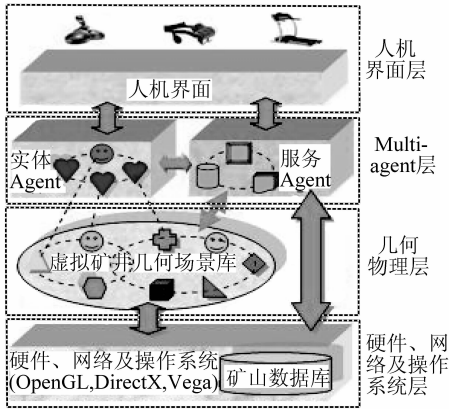 人机界面
人机
界面层
实体
Agent
服务
Agent
Multi-
agent层
虚拟矿井几何场景库
几何
物理层
硬件、网络及操作系统
(OpenGL,DirectX,Vega)
矿山数据库
硬件、网
络及操作
系统层